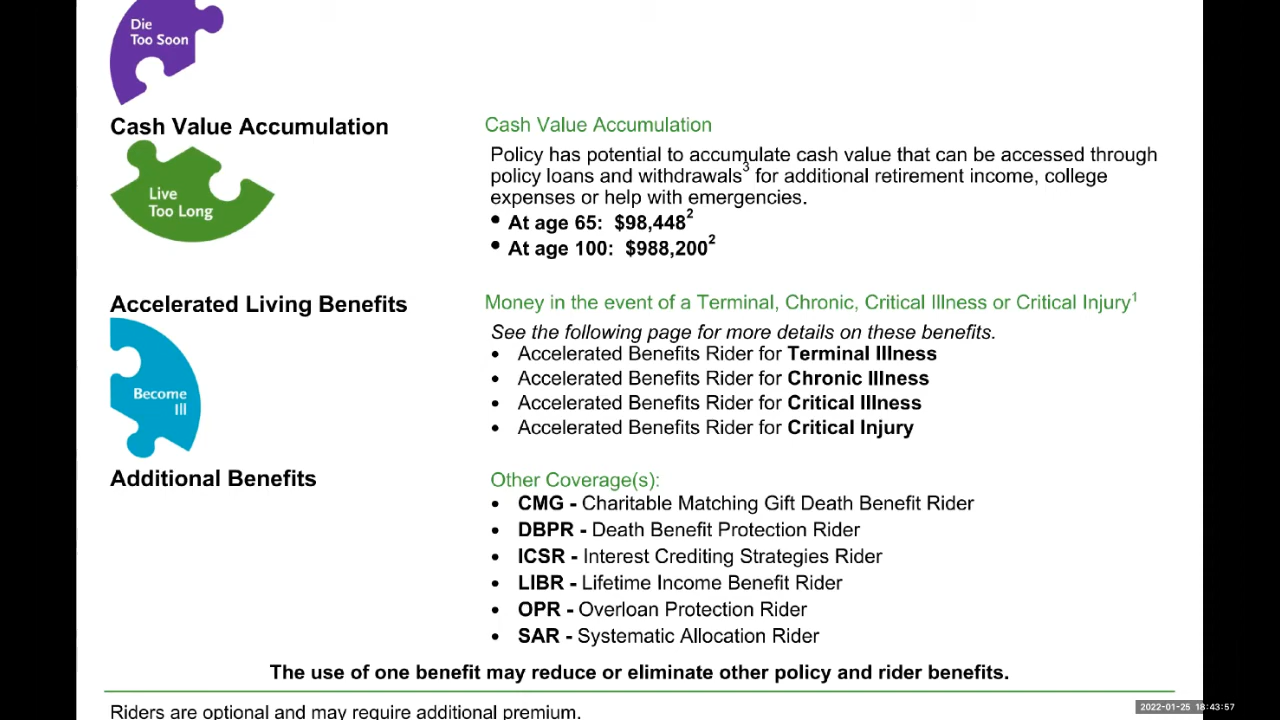 Die
Too Soon
Cash Value Accumulation
Cash Value Accumulation
Policy has potential to accumulate cash value that can be accessed through
policy loans and withdrawals³ for additional retirement income, college
expenses or help with emergencies.
• At age 65: $98,448²
• At age 100: $988,200²
Live
Too Long
Accelerated Living Benefits
Money in the event of a Terminal, Chronic, Critical Illness or Critical Injury¹
See the following page for more details on these benefits.
• Accelerated Benefits Rider for Terminal Illness
• Accelerated Benefits Rider for Chronic Illness
• Accelerated Benefits Rider for Critical Illness
• Accelerated Benefits Rider for Critical Injury
Become
Ill
Additional Benefits
Other Coverage(s):
• CMG - Charitable Matching Gift Death Benefit Rider
• DBPR - Death Benefit Protection Rider
• ICSR - Interest Crediting Strategies Rider
• LIBR - Lifetime Income Benefit Rider
• OPR - Overloan Protection Rider
• SAR - Systematic Allocation Rider
The use of one benefit may reduce or eliminate other policy and rider benefits.
Riders are optional and may require additional premium.
2022-01-25 18:43:57